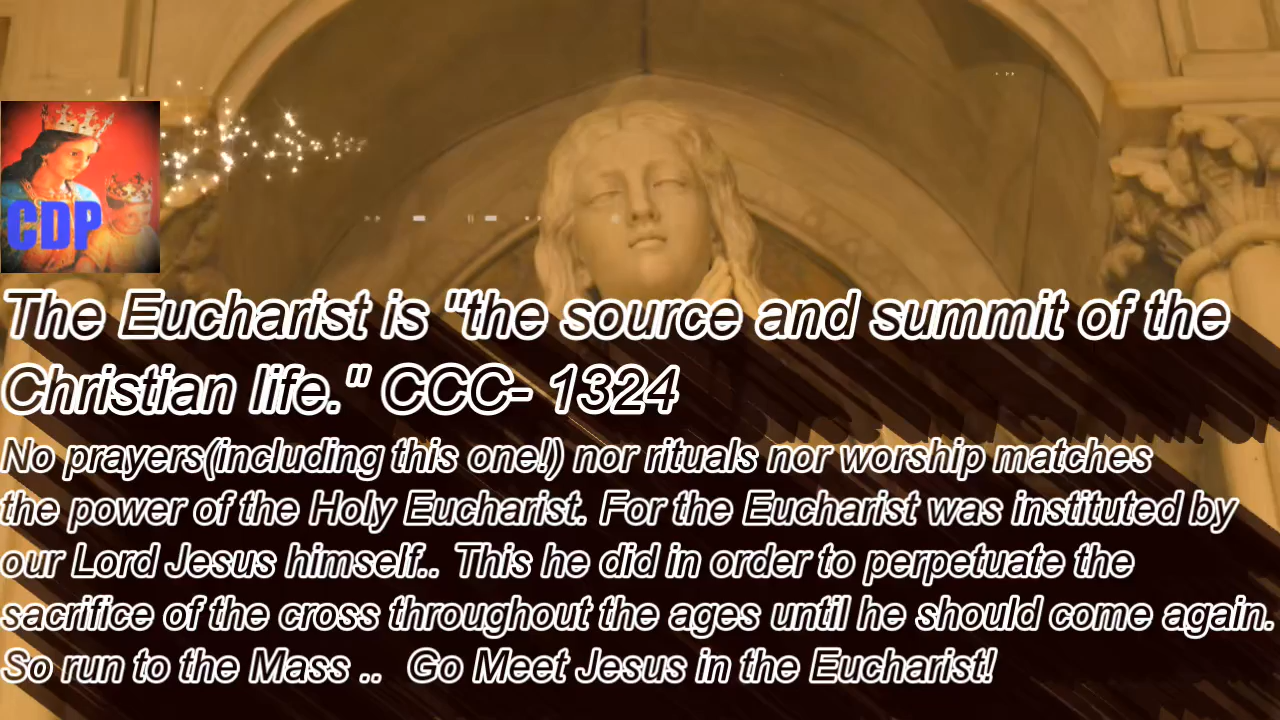 CDP
The Eucharist is "the source and summit of the
Christian life." CCC- 1324
No prayers(including this one!) nor rituals nor worship matches
the power of the Holy Eucharist. For the Eucharist was instituted by
our Lord Jesus himself.. This he did in order to perpetuate the
sacrifice of the cross throughout the ages until he should come again.
So run to the Mass ..  Go Meet Jesus in the Eucharist!